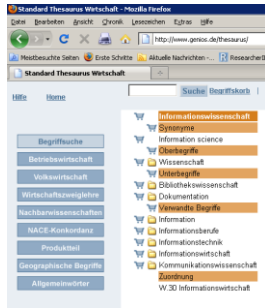 Standard Thesaurus Wirtschaft - Mozilla Firefox
Datei Bearbeiten Ansicht Chronik Lesezeichen Extras Hilfe
http://www.genios.de/thesaurus/
Meistbesuchte Seiten Erste Schritte Aktuelle Nachrichten -...
Standard Thesaurus Wirtschaft
Suche Begriffskorb |
Hilfe Home
Begriffsuche
Betriebswirtschaft
Volkswirtschaft
Wirtschaftszweiglehre
Nachbarwissenschaften
NACE-Konkordanz
Produktteil
Geographische Begriffe
Allgemeinwörter
Informationswissenschaft
Synonyme
Information science
Oberbegriffe
Wissenschaft
Unterbegriffe
Bibliothekswissenschaft
Dokumentation
Verwandte Begriffe
Information
Informationsberufe
Informationstechnik
Informationswirtschaft
Kommunikationswissenschaft
Zuordnung
W.30 Informationswirtschaft